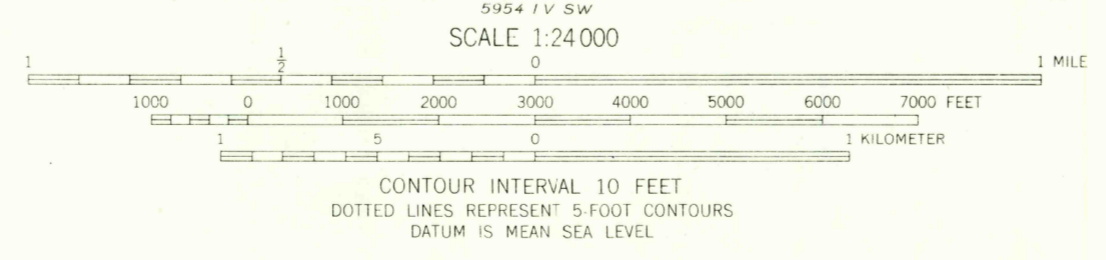 5954 IV SW
SCALE 1:24 000
1 1/2 0 1 MILE
1000 0 1000 2000 3000 4000 5000 6000 7000 FEET
1 5 0 1 KILOMETER
CONTOUR INTERVAL 10 FEET
DOTTED LINES REPRESENT 5-FOOT CONTOURS
DATUM IS MEAN SEA LEVEL